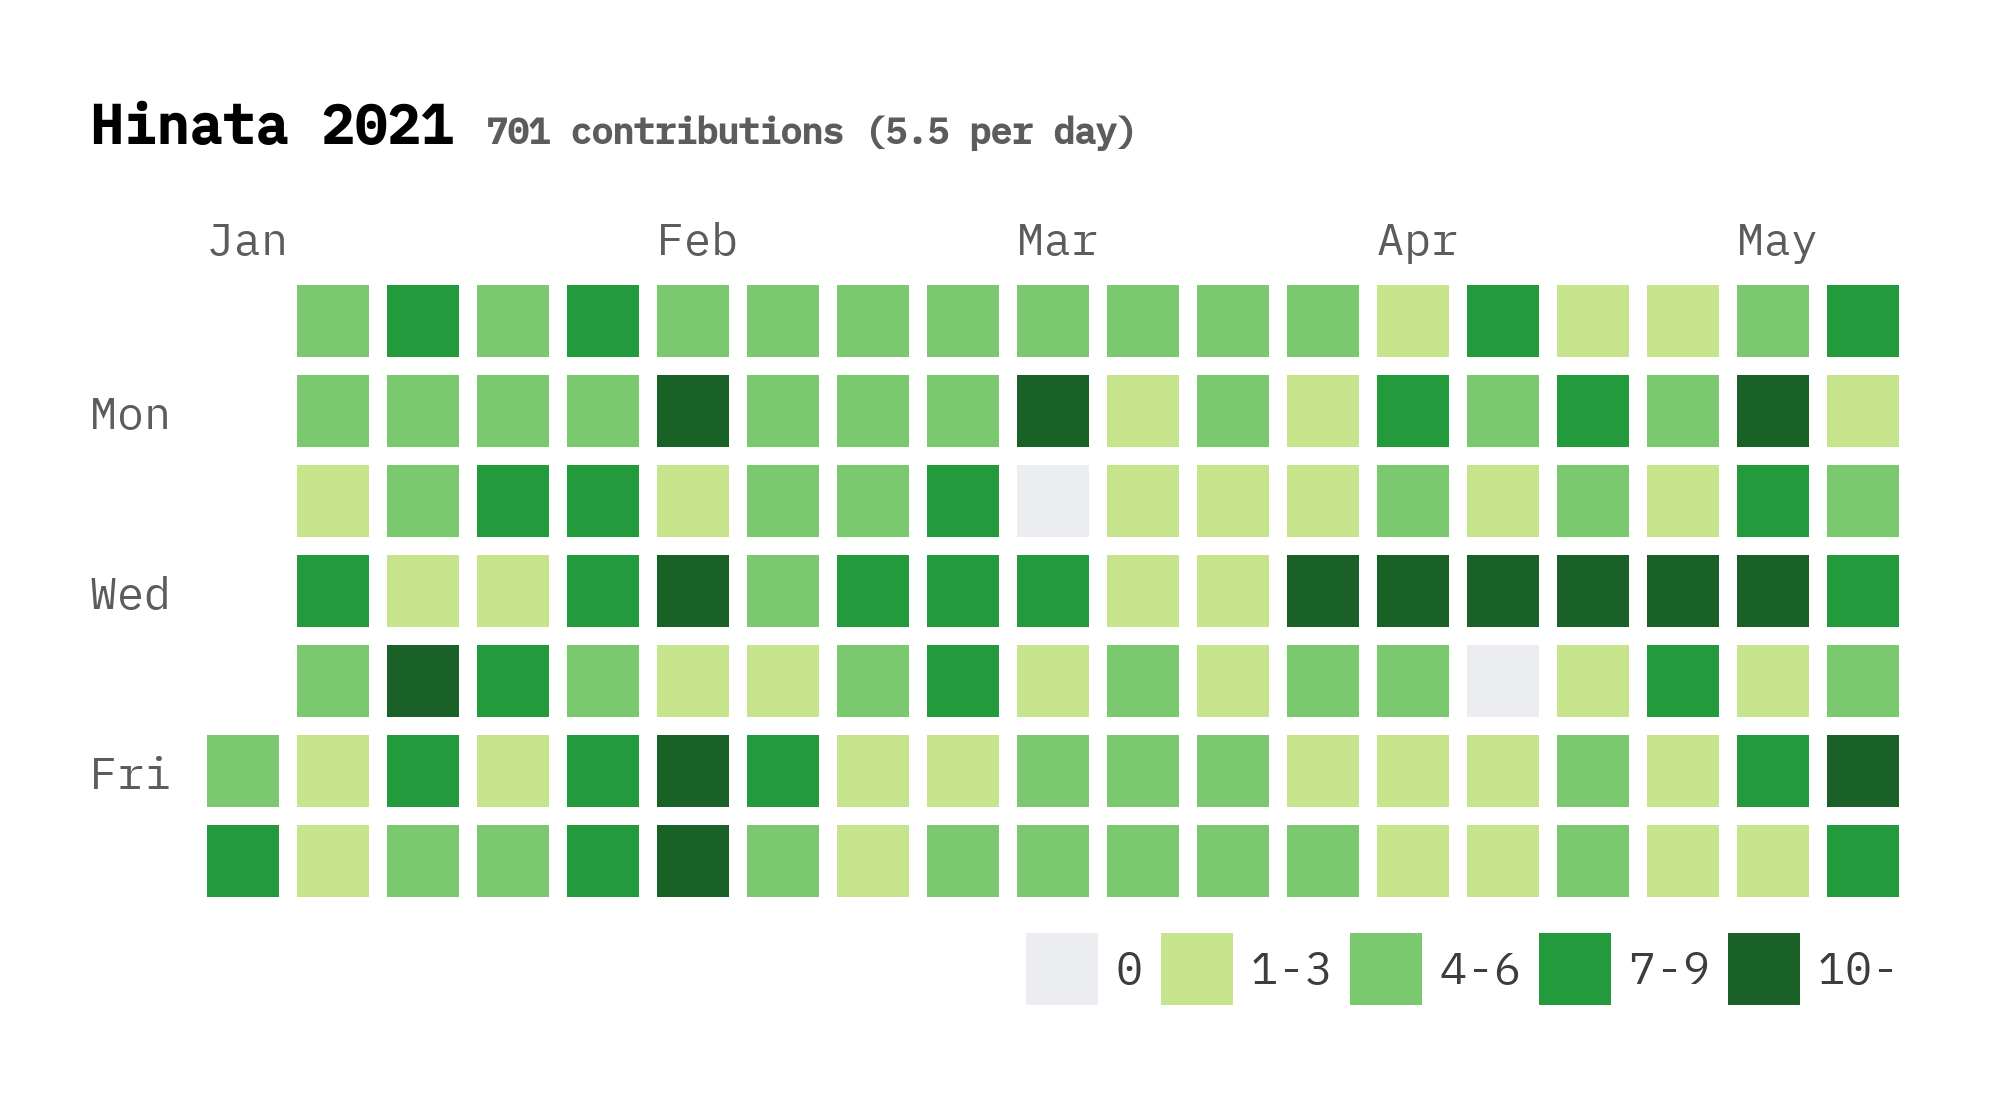 Hinata 2021 701 contributions (5.5 per day)
Jan Feb Mar Apr May
Mon
Wed
Fri
0 1-3 4-6 7-9 10-